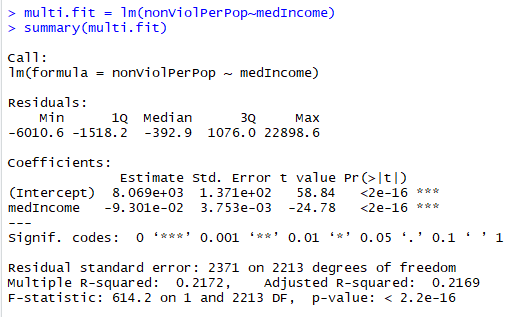 > multi.fit = lm(nonViolPerPop~medIncome)
> summary(multi.fit)
Call:
lm(formula = nonViolPerPop ~ medIncome)
Residuals:
Min 1Q Median 3Q Max
-6010.6 -1518.2 -392.9 1076.0 22898.6
Coefficients:
Estimate Std. Error t value Pr(>|t|)
(Intercept) 8.069e+03 1.371e+02 58.84 <2e-16 ***
medIncome -9.301e-02 3.753e-03 -24.78 <2e-16 ***
---
Signif. codes: 0 ‘***’ 0.001 ‘**’ 0.01 ‘*’ 0.05 ‘.’ 0.1 ‘ ’ 1
Residual standard error: 2371 on 2213 degrees of freedom
Multiple R-squared: 0.2172, Adjusted R-squared: 0.2169
F-statistic: 614.2 on 1 and 2213 DF, p-value: < 2.2e-16